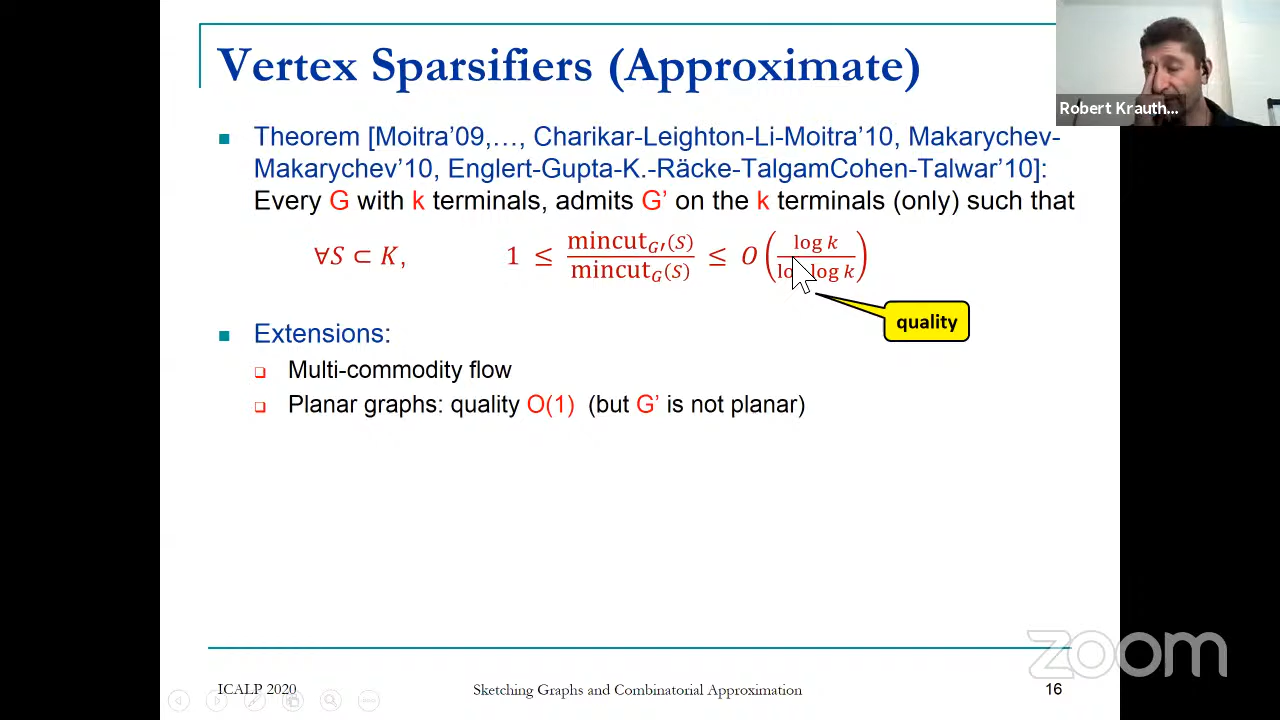 Vertex Sparsifiers (Approximate)
Robert Krauth...
Theorem [Moitra’09,…, Charikar-Leighton-Li-Moitra’10, Makarychev-
Makarychev’10, Englert-Gupta-K.-Räcke-TalgamCohen-Talwar’10]:
Every G with k terminals, admits G’ on the k terminals (only) such that
∀S ⊂ K, 1 ≤ mincut_G′(S) / mincut_G(S) ≤ O(log k / log log k)
quality
Extensions:
Multi-commodity flow
Planar graphs: quality O(1) (but G’ is not planar)
zoom
ICALP 2020 Sketching Graphs and Combinatorial Approximation 16